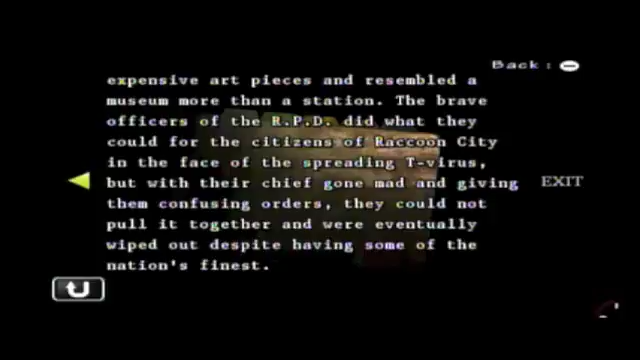 Back : −
expensive art pieces and resembled a
museum more than a station. The brave
officers of the R.P.D. did what they
could for the citizens of Raccoon City
in the face of the spreading T-virus,
but with their chief gone mad and giving
EXIT
them confusing orders, they could not
pull it together and were eventually
wiped out despite having some of the
nation's finest.